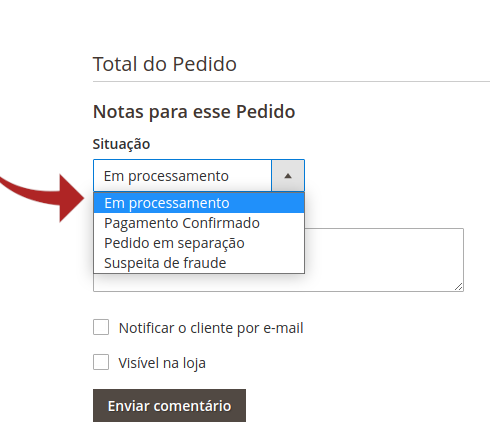 Total do Pedido
Notas para esse Pedido
Situação
Em processamento
Em processamento
Pagamento Confirmado
Pedido em separação
Suspeita de fraude
Notificar o cliente por e-mail
Visível na loja
Enviar comentário